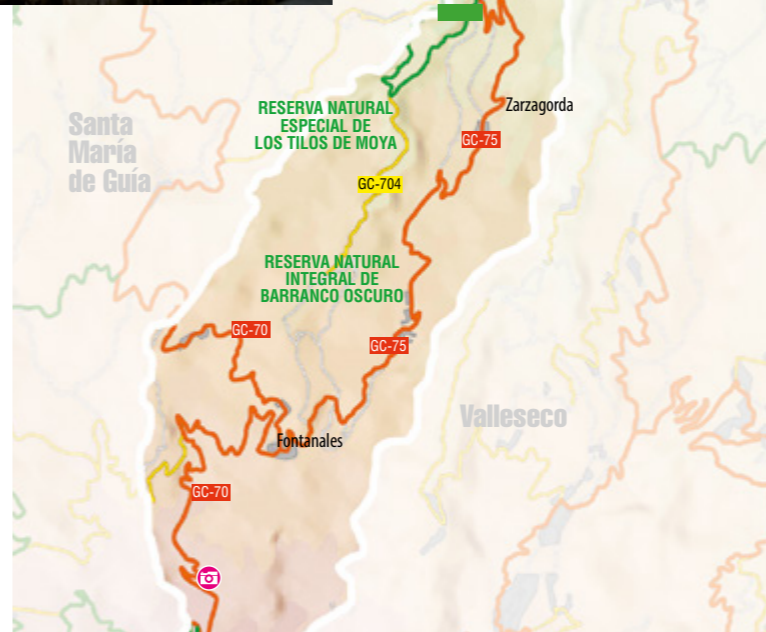 RESERVA NATURAL
ESPECIAL DE
LOS TILOS DE MOYA
Zarzagorda
Santa
María
de Guía
GC-75
GC-704
RESERVA NATURAL
INTEGRAL DE
BARRANCO OSCURO
GC-70
GC-75
Valleseco
Fontanales
GC-70